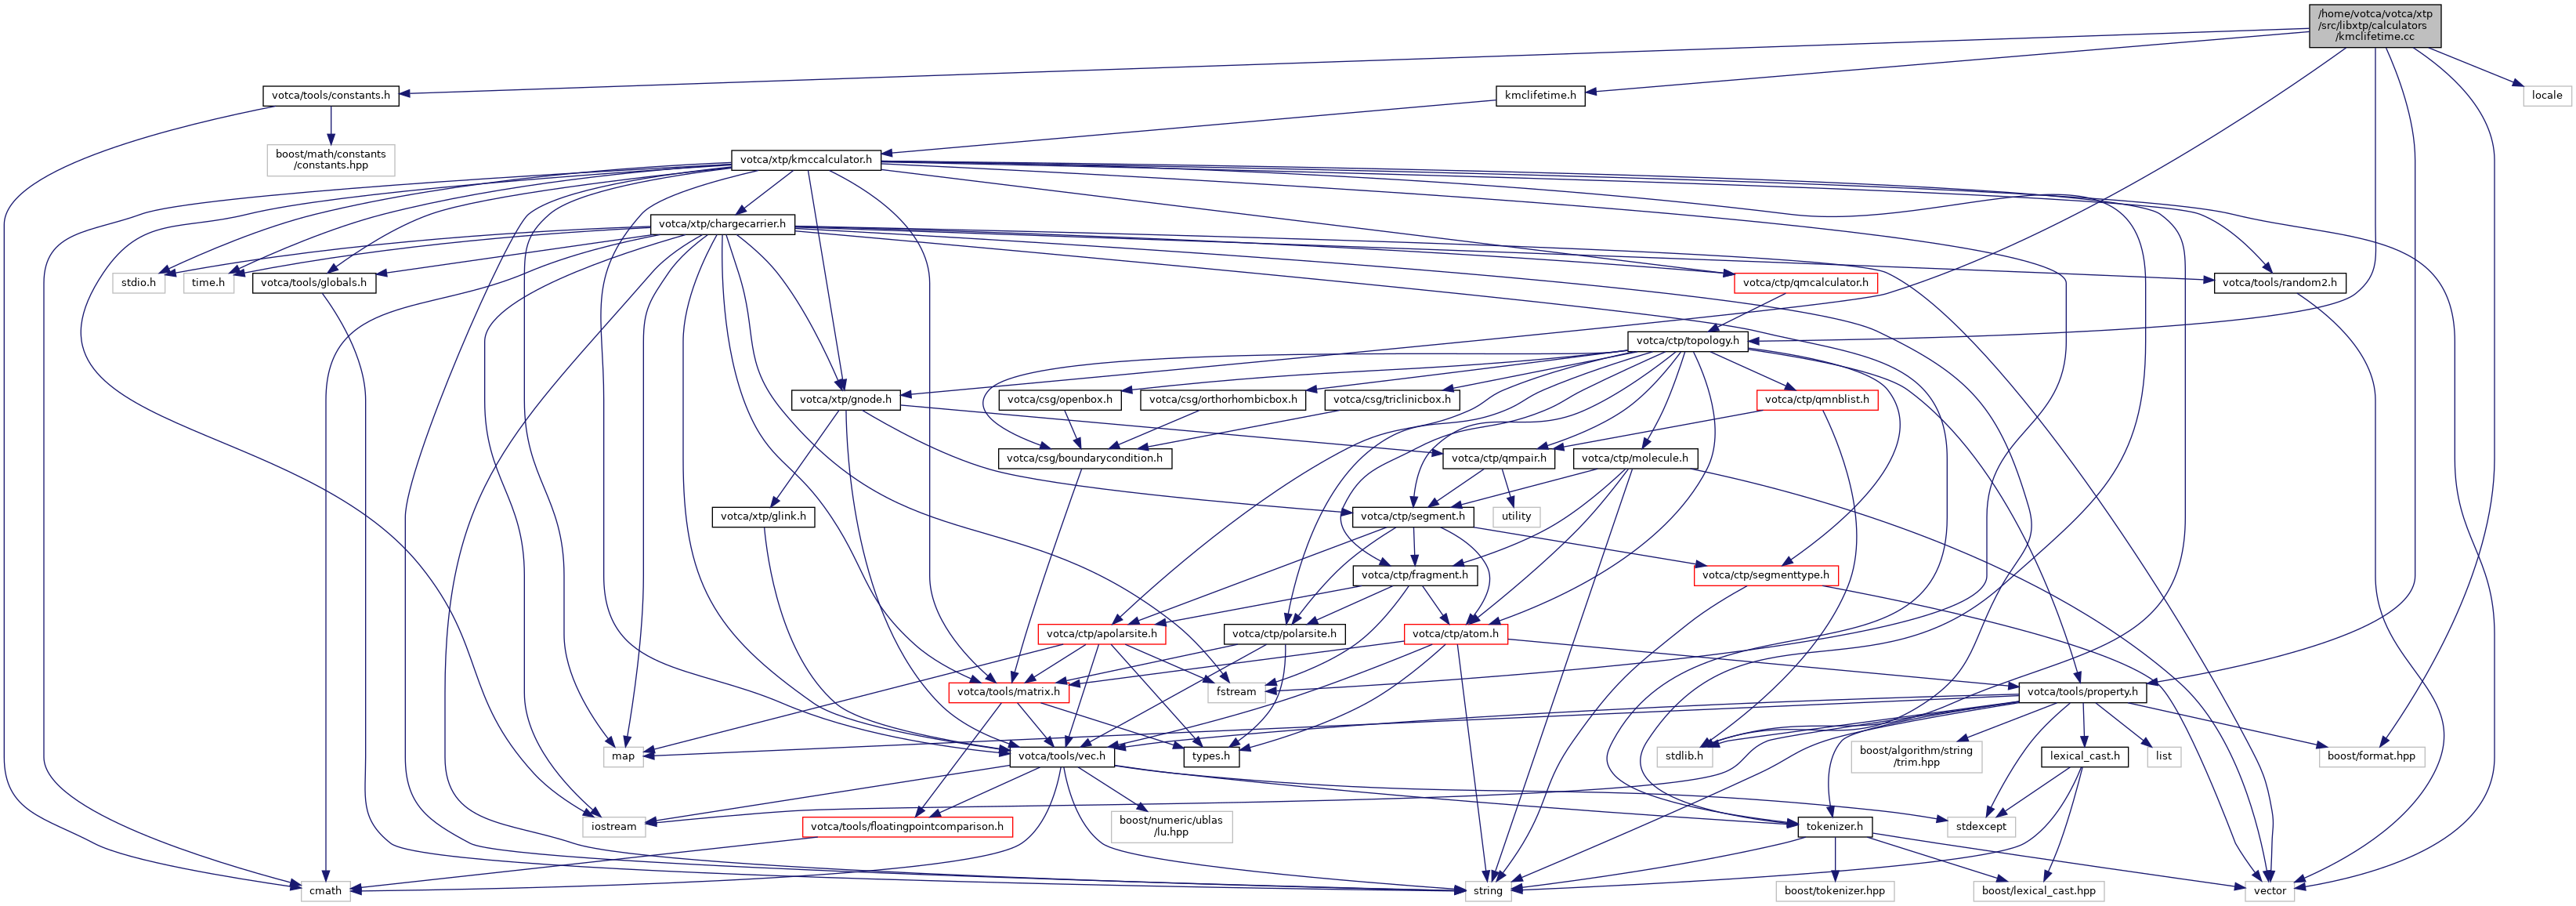 /home/votca/votca/xtp
/src/libxtp/calculators
/kmclifetime.cc
votca/tools/constants.h
kmclifetime.h
locale
boost/math/constants
/constants.hpp
votca/xtp/kmccalculator.h
votca/xtp/chargecarrier.h
stdio.h
time.h
votca/tools/globals.h
votca/ctp/qmcalculator.h
votca/tools/random2.h
votca/ctp/topology.h
votca/xtp/gnode.h
votca/csg/openbox.h
votca/csg/orthorhombicbox.h
votca/csg/triclinicbox.h
votca/ctp/qmnblist.h
votca/csg/boundarycondition.h
votca/ctp/qmpair.h
votca/ctp/molecule.h
votca/xtp/glink.h
votca/ctp/segment.h
utility
votca/ctp/fragment.h
votca/ctp/segmenttype.h
votca/ctp/apolarsite.h
votca/ctp/polarsite.h
votca/ctp/atom.h
votca/tools/matrix.h
fstream
votca/tools/property.h
map
votca/tools/vec.h
types.h
stdlib.h
boost/algorithm/string
/trim.hpp
lexical_cast.h
list
boost/format.hpp
iostream
votca/tools/floatingpointcomparison.h
boost/numeric/ublas
/lu.hpp
tokenizer.h
stdexcept
cmath
string
boost/tokenizer.hpp
boost/lexical_cast.hpp
vector